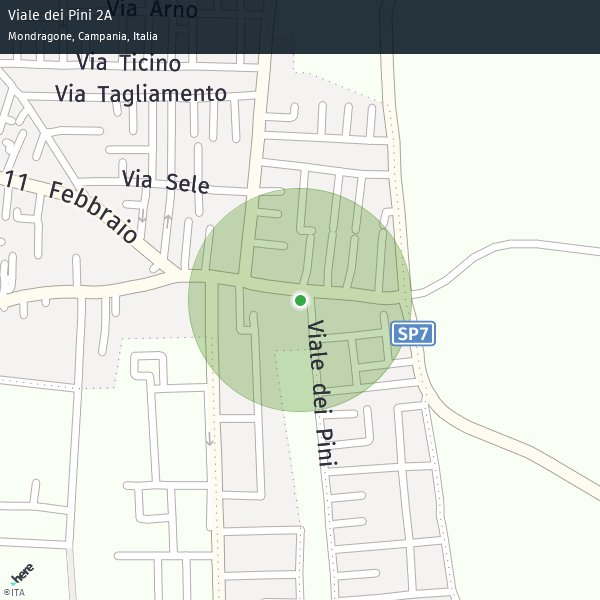 Viale dei Pini 2A
Mondragone, Campania, Italia
Via Arno
Via Ticino
Via Tagliamento
Via Sele
11 Febbraio
SP7
Viale dei Pini
here
©ITA